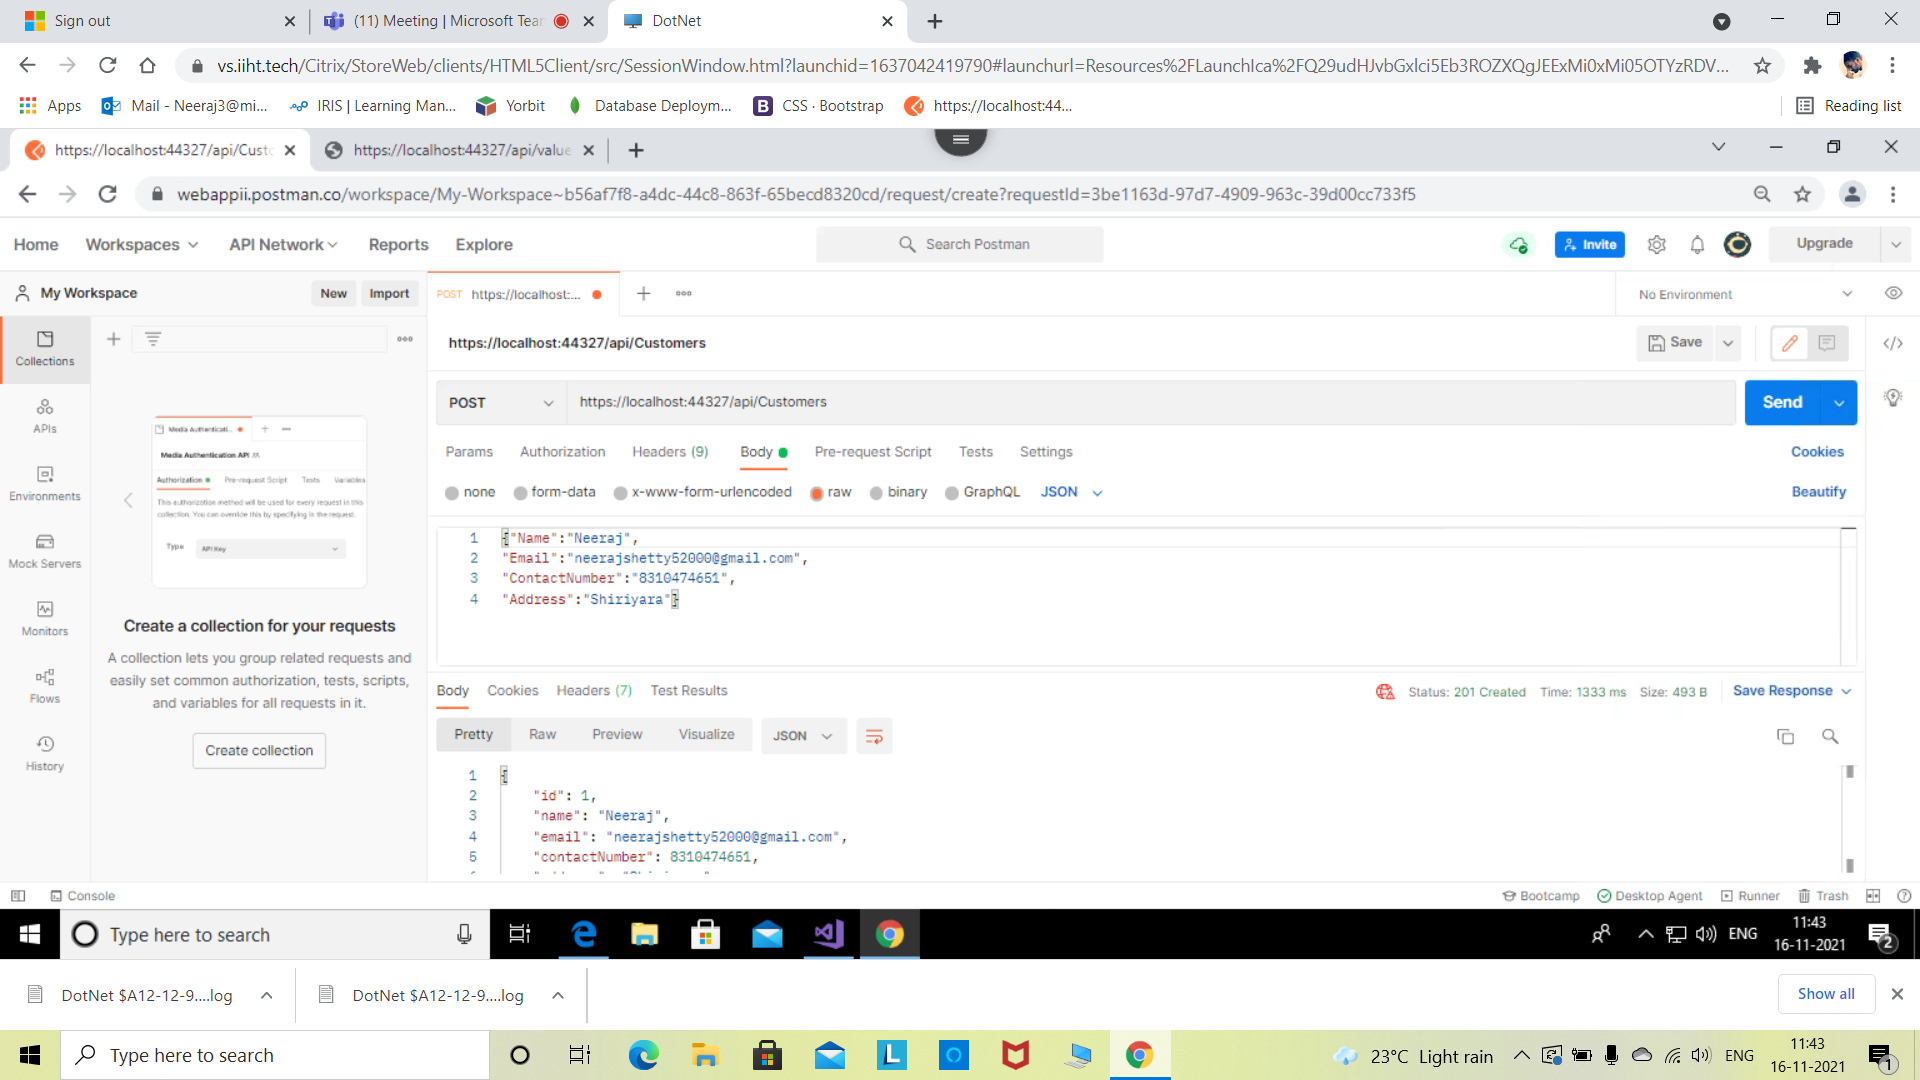 Sign out
(11) Meeting | Microsoft Tear
DotNet
vs.iiht.tech/Citrix/StoreWeb/clients/HTML5Client/src/SessionWindow.html?launchid=1637042419790#launchurl=Resources%2FLaunchIca%2FQ29udHJvbGxlci5Eb3ROZXQgJEExMi0xMi05OTYzRDV...
Apps
Mail - Neeraj3@mi...
IRIS | Learning Man...
Yorbit
Database Deploym...
CSS · Bootstrap
https://localhost:44...
Reading list
https://localhost:44327/api/Custo
https://localhost:44327/api/value
webappii.postman.co/workspace/My-Workspace~b56af7f8-a4dc-44c8-863f-65becd8320cd/request/create?requestId=3be1163d-97d7-4909-963c-39d00cc733f5
Home
Workspaces
API Network
Reports
Explore
Search Postman
Invite
Upgrade
My Workspace
New
Import
POST https://localhost:...
No Environment
Collections
APIs
Environments
Mock Servers
Monitors
Flows
History
Media Authenticati...
Media Authentication API
Authorization Pre-request Script Tests Variables
This authorization method will be used for every request in this
collection. You can override this by specifying in the request.
Type API Key
Create a collection for your requests
A collection lets you group related requests and
easily set common authorization, tests, scripts,
and variables for all requests in it.
Create collection
https://localhost:44327/api/Customers
Save
POST
https://localhost:44327/api/Customers
Send
Params
Authorization
Headers (9)
Body
Pre-request Script
Tests
Settings
Cookies
none
form-data
x-www-form-urlencoded
raw
binary
GraphQL
JSON
Beautify
1 {"Name":"Neeraj",
2 "Email":"neerajshetty52000@gmail.com",
3 "ContactNumber":"8310474651",
4 "Address":"Shiriyara"}
Body
Cookies
Headers (7)
Test Results
Status: 201 Created
Time: 1333 ms
Size: 493 B
Save Response
Pretty
Raw
Preview
Visualize
JSON
1 {
2 "id": 1,
3 "name": "Neeraj",
4 "email": "neerajshetty52000@gmail.com",
5 "contactNumber": 8310474651,
Console
Bootcamp
Desktop Agent
Runner
Trash
Type here to search
ENG
11:43
16-11-2021
2
DotNet $A12-12-9....log
DotNet $A12-12-9....log
Show all
Type here to search
23°C Light rain
ENG
11:43
16-11-2021
1